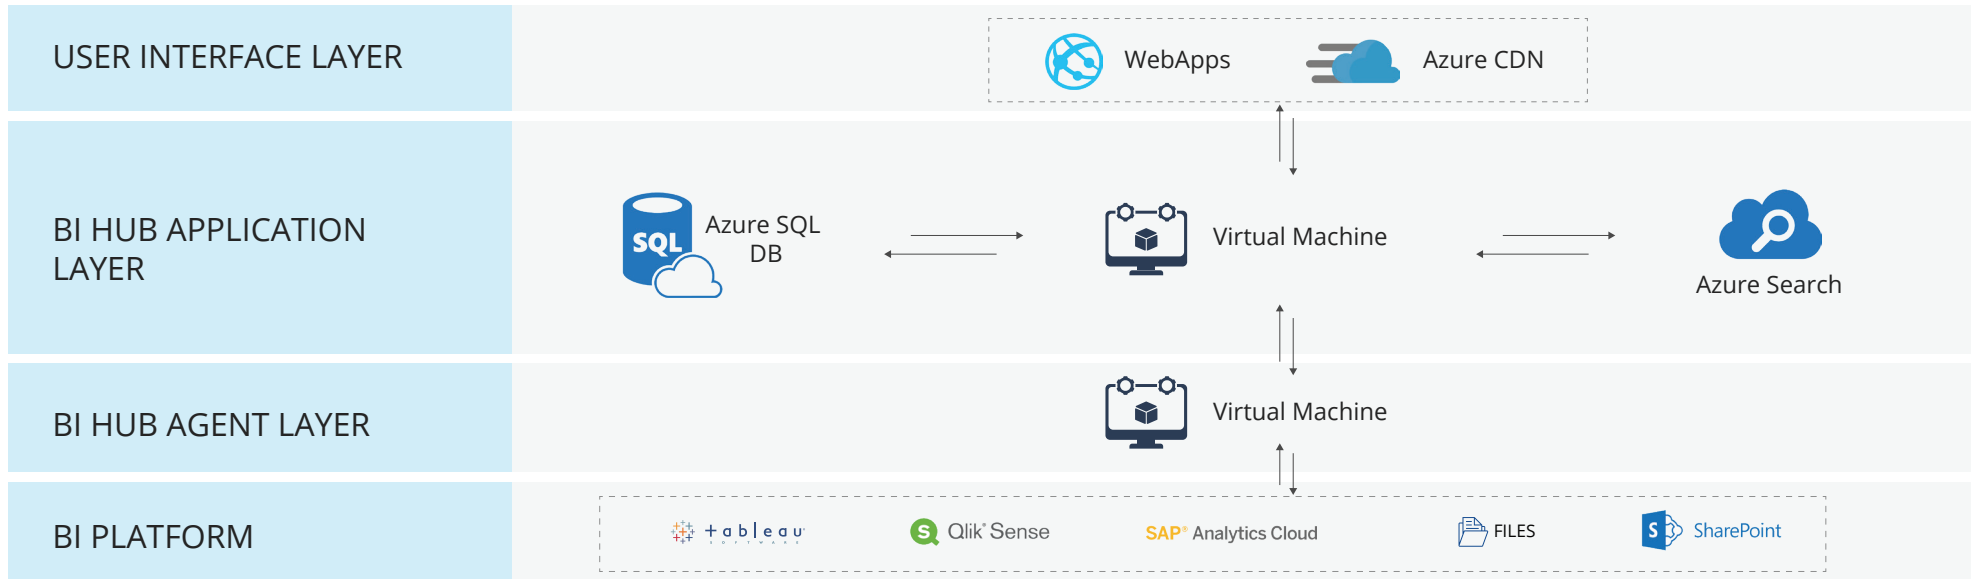 USER INTERFACE LAYER
WebApps
Azure CDN
BI HUB APPLICATION
LAYER
SQL
Azure SQL
DB
Virtual Machine
Azure Search
BI HUB AGENT LAYER
Virtual Machine
BI PLATFORM
tableau
SOFTWARE
S Qlik Sense
SAP® Analytics Cloud
FILES
S SharePoint